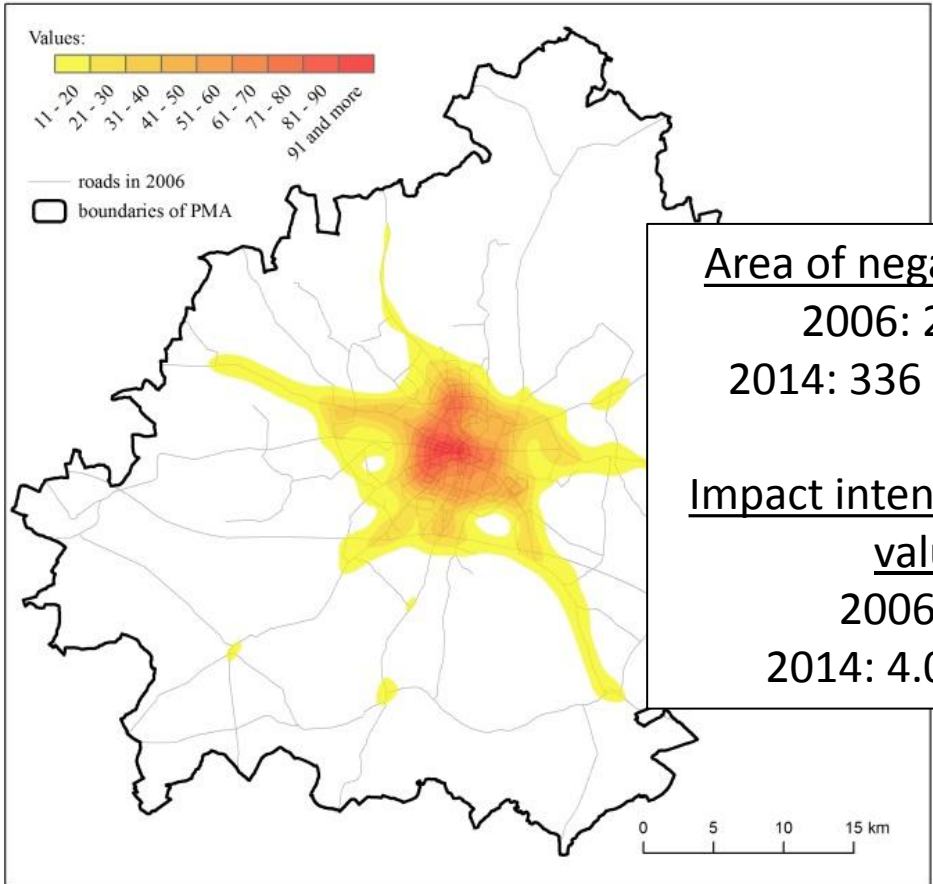 Values:
11 - 20
21 - 30
31 - 40
41 - 50
51 - 60
61 - 70
71 - 80
81 - 90
91 and more
roads in 2006
boundaries of PMA
Area of nega
2006: 2
2014: 336
Impact inten
valu
2006
2014: 4.0
0 5 10 15 km